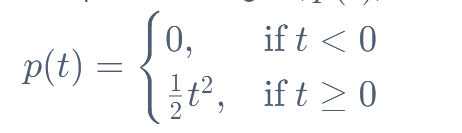 p(t) = { 0, if t < 0
½t², if t ≥ 0